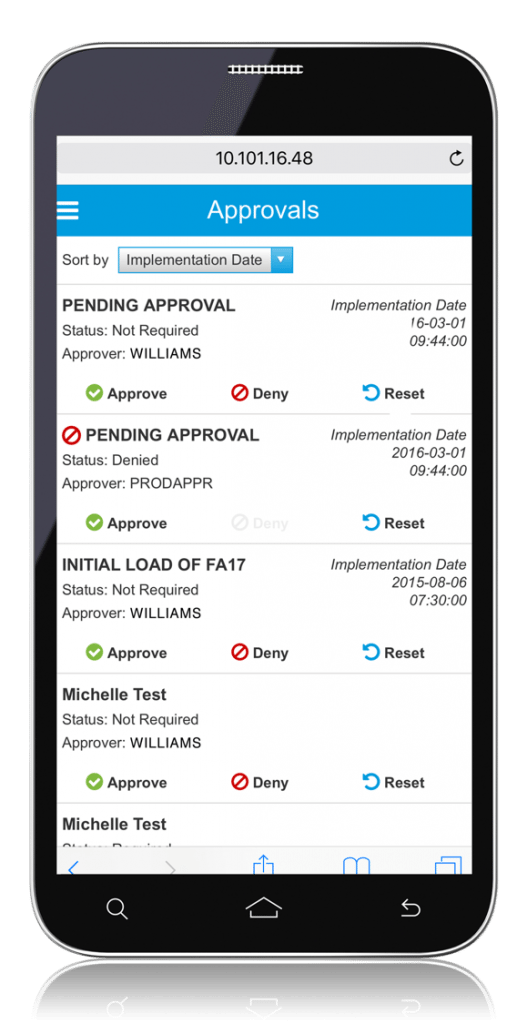 10.101.16.48
Approvals
Sort by Implementation Date
PENDING APPROVAL Implementation Date
Status: Not Required 6-03-01
Approver: WILLIAMS 09:44:00
Approve Deny Reset
PENDING APPROVAL Implementation Date
Status: Denied 2016-03-01
Approver: PRODAPPR 09:44:00
Approve Deny Reset
INITIAL LOAD OF FA17 Implementation Date
Status: Not Required 2015-08-06
Approver: WILLIAMS 07:30:00
Approve Deny Reset
Michelle Test
Status: Not Required
Approver: WILLIAMS
Approve Deny Reset
Michelle Test